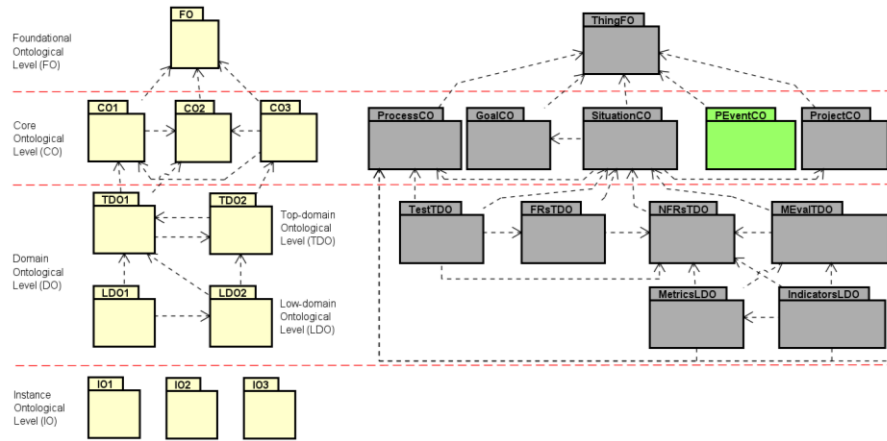 FO
ThingFO
Foundational
Ontological
Level (FO)
CO1
CO2
CO3
ProcessCO
GoalCO
SituationCO
PEventCO
ProjectCO
Core
Ontological
Level (CO)
TDO1
TDO2
Top-domain
Ontological
Level (TDO)
TestTDO
FRsTDO
NFRsTDO
MEvalTDO
Domain
Ontological
Level (DO)
LDO1
LDO2
Low-domain
Ontological
Level (LDO)
MetricsLDO
IndicatorsLDO
Instance
Ontological
Level (IO)
IO1
IO2
IO3